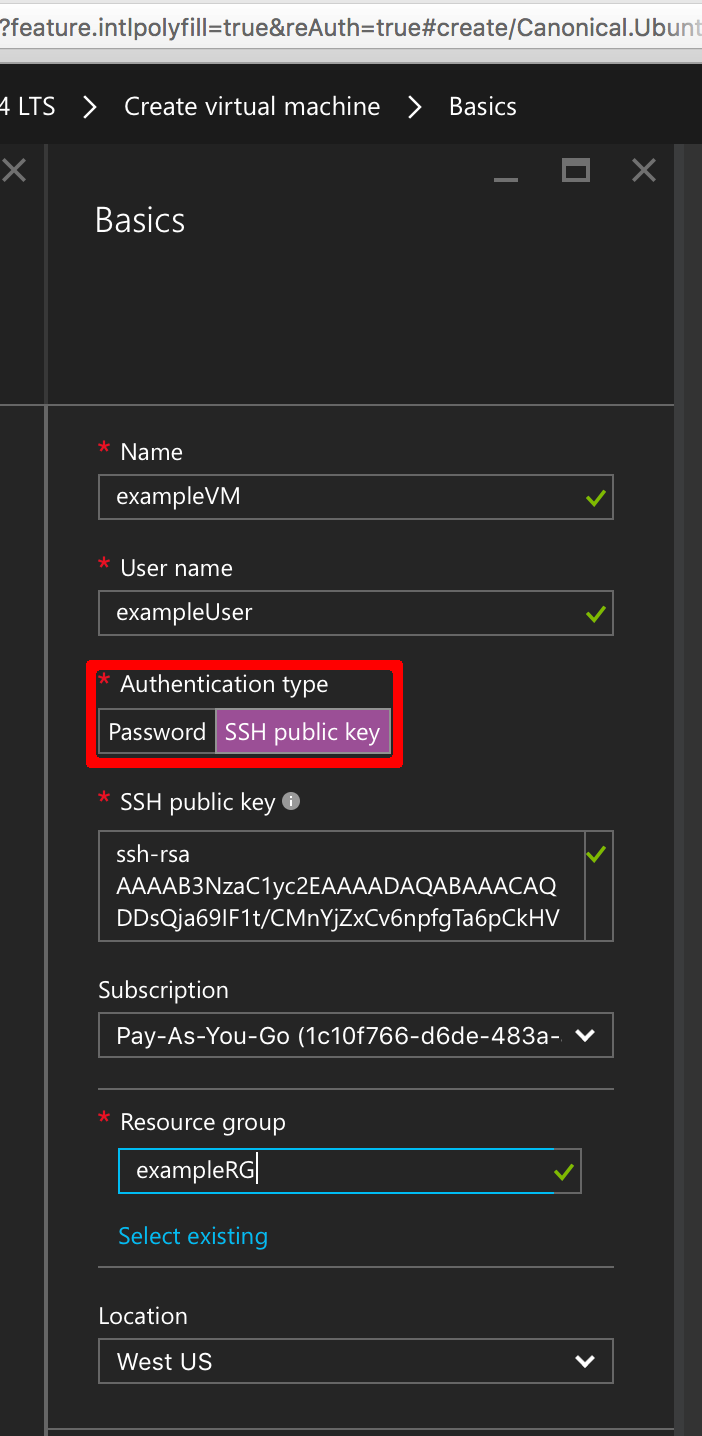 ?feature.intlpolyfill=true&reAuth=true#create/Canonical.Ubunt
4 LTS > Create virtual machine > Basics
Basics
* Name
exampleVM
* User name
exampleUser
* Authentication type
Password SSH public key
* SSH public key
ssh-rsa
AAAAB3NzaC1yc2EAAAADAQABAAACAQ
DDsQja69IF1t/CMnYjZxCv6npfgTa6pCkHV
Subscription
Pay-As-You-Go (1c10f766-d6de-483a-
* Resource group
exampleRG
Select existing
Location
West US